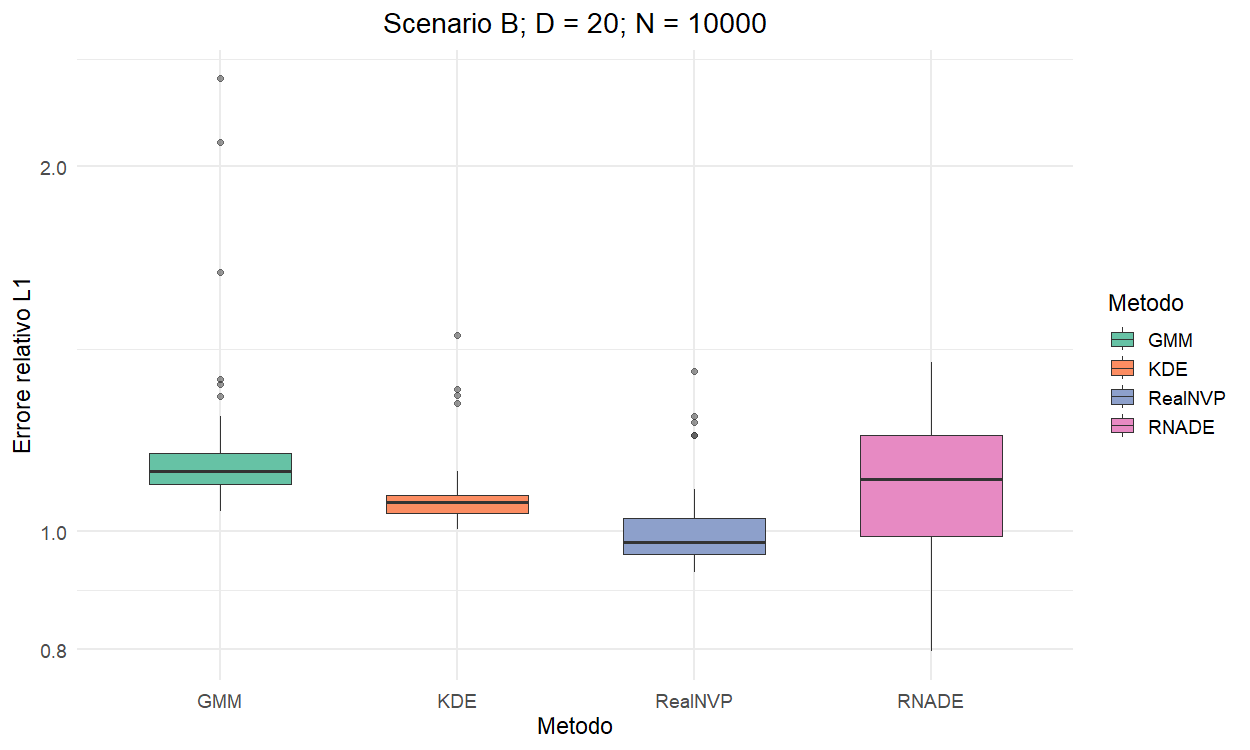 Scenario B; D = 20; N = 10000
Errore relativo L1
2.0
1.0
0.8
GMM
KDE
RealNVP
RNADE
Metodo
Metodo
GMM
KDE
RealNVP
RNADE